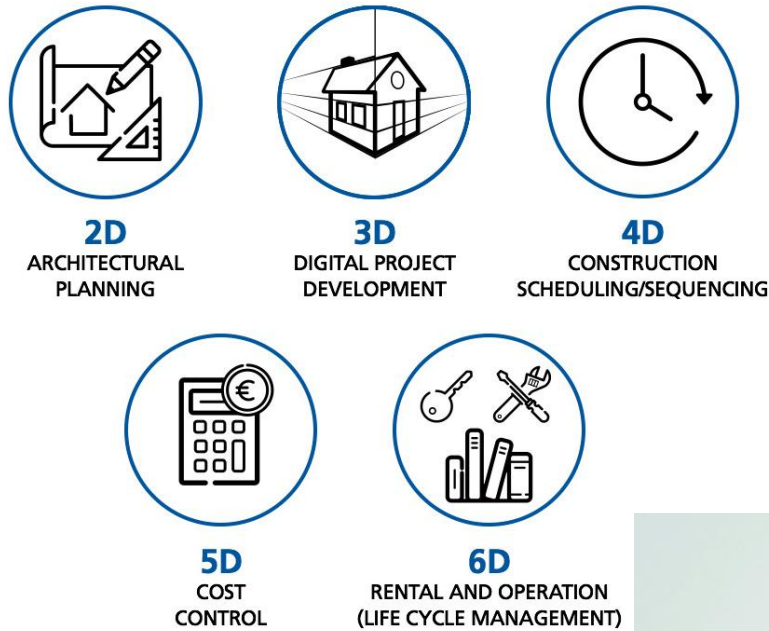 2D
ARCHITECTURAL
PLANNING
3D
DIGITAL PROJECT
DEVELOPMENT
4D
CONSTRUCTION
SCHEDULING/SEQUENCING
€
5D
COST
CONTROL
6D
RENTAL AND OPERATION
(LIFE CYCLE MANAGEMENT)